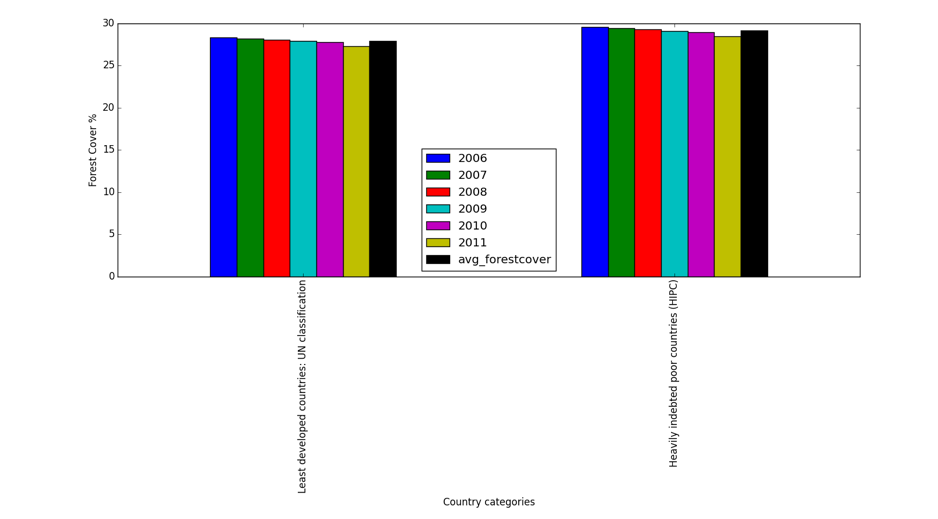 30
25
20
15
10
5
0
Forest Cover %
2006
2007
2008
2009
2010
2011
avg_forestcover
Least developed countries: UN classification
Heavily indebted poor countries (HIPC)
Country categories